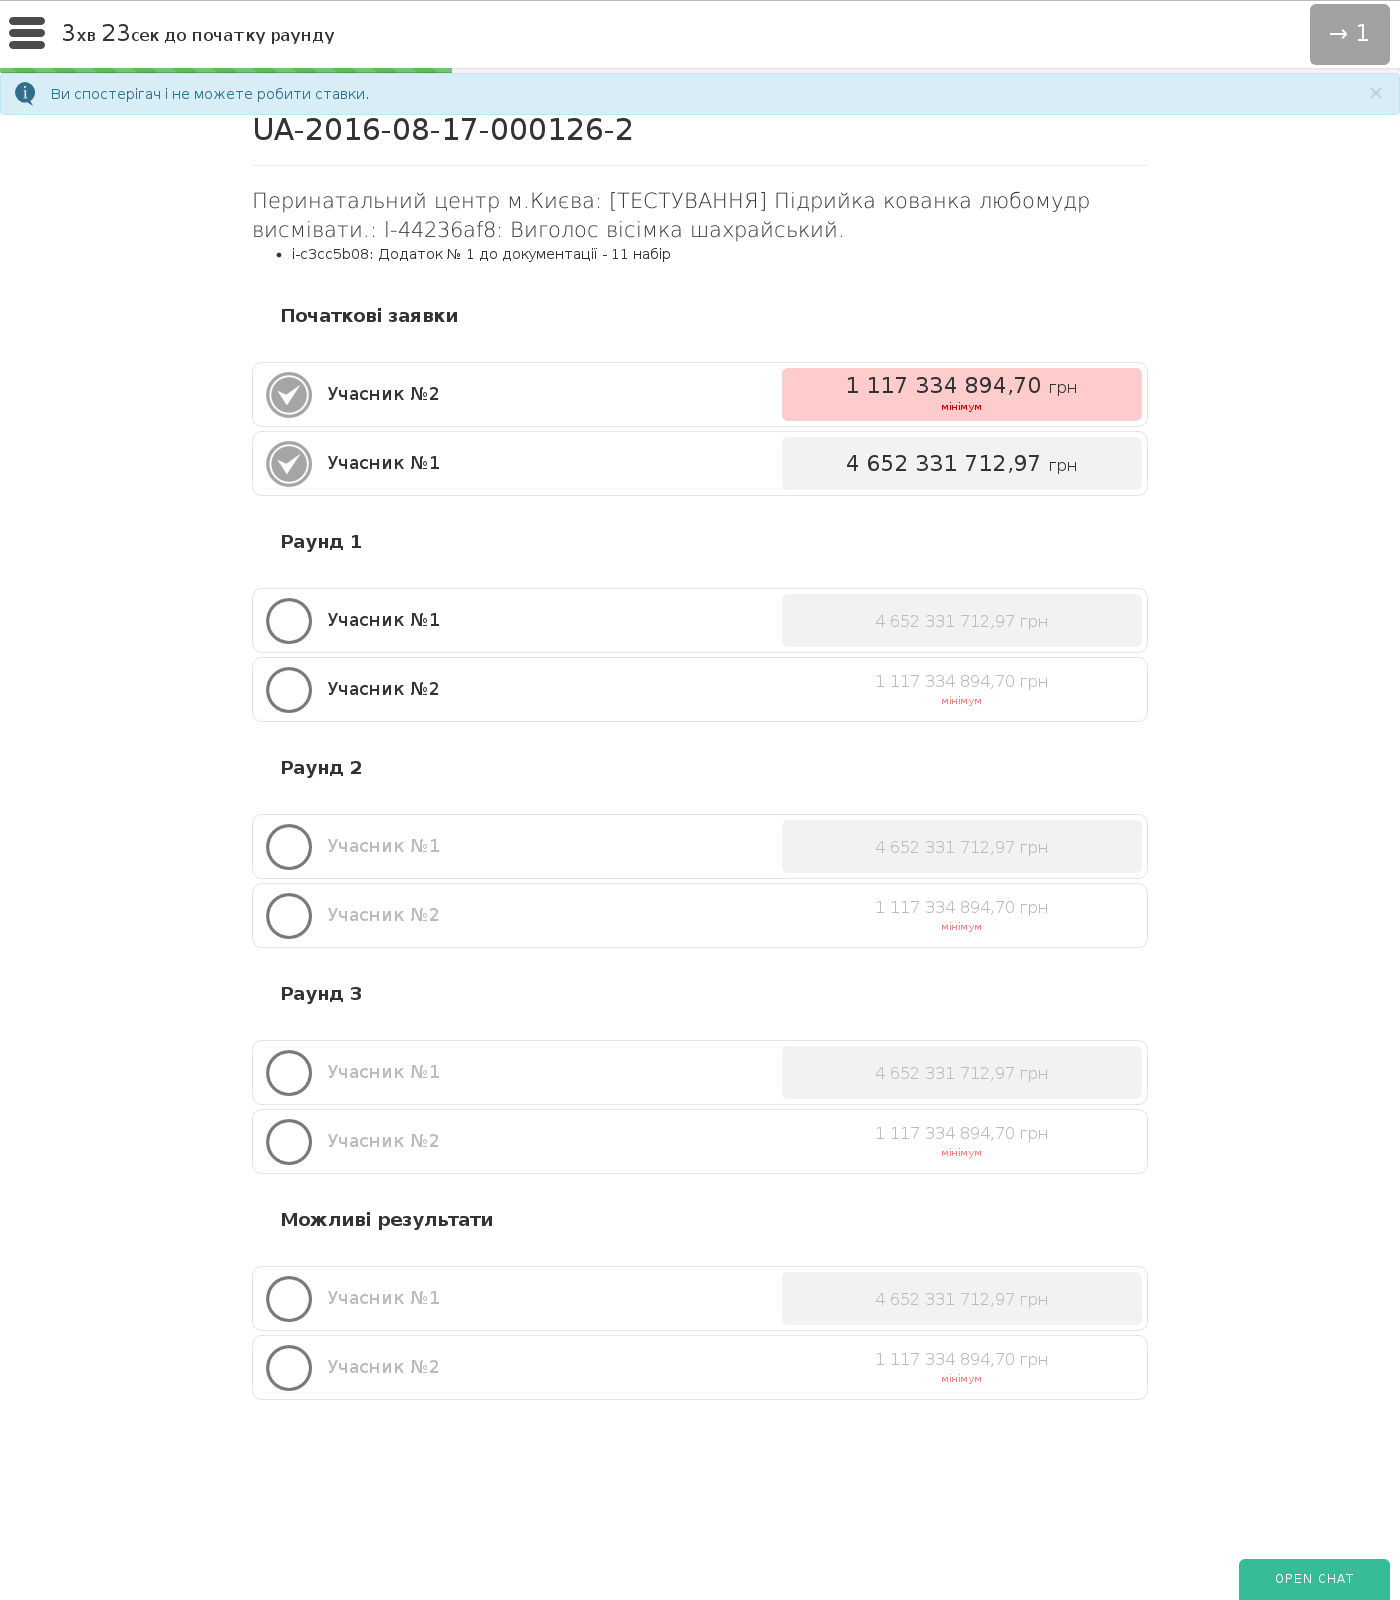 3хв 23сек до початку раунду
→ 1
Ви спостерігач і не можете робити ставки.
×
UA-2016-08-17-000126-2
Перинатальний центр м.Києва: [ТЕСТУВАННЯ] Підрийка кованка любомудр
висмівати.: l-44236af8: Виголос вісімка шахрайський.
• i-c3cc5b08: Додаток № 1 до документації - 11 набір
Початкові заявки
Учасник №2
1 117 334 894,70 грн
мінімум
Учасник №1
4 652 331 712,97 грн
Раунд 1
Учасник №1
4 652 331 712,97 грн
Учасник №2
1 117 334 894,70 грн
мінімум
Раунд 2
Учасник №1
4 652 331 712,97 грн
Учасник №2
1 117 334 894,70 грн
мінімум
Раунд 3
Учасник №1
4 652 331 712,97 грн
Учасник №2
1 117 334 894,70 грн
мінімум
Можливі результати
Учасник №1
4 652 331 712,97 грн
Учасник №2
1 117 334 894,70 грн
мінімум
OPEN CHAT